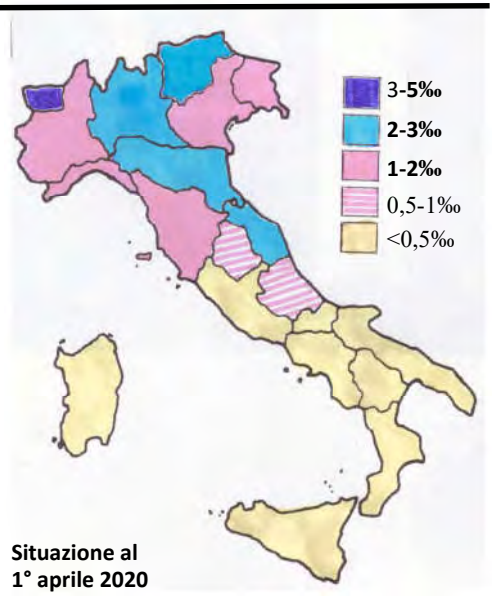 3-5‰
2-3‰
1-2‰
0,5-1‰
<0,5‰
Situazione al
1° aprile 2020